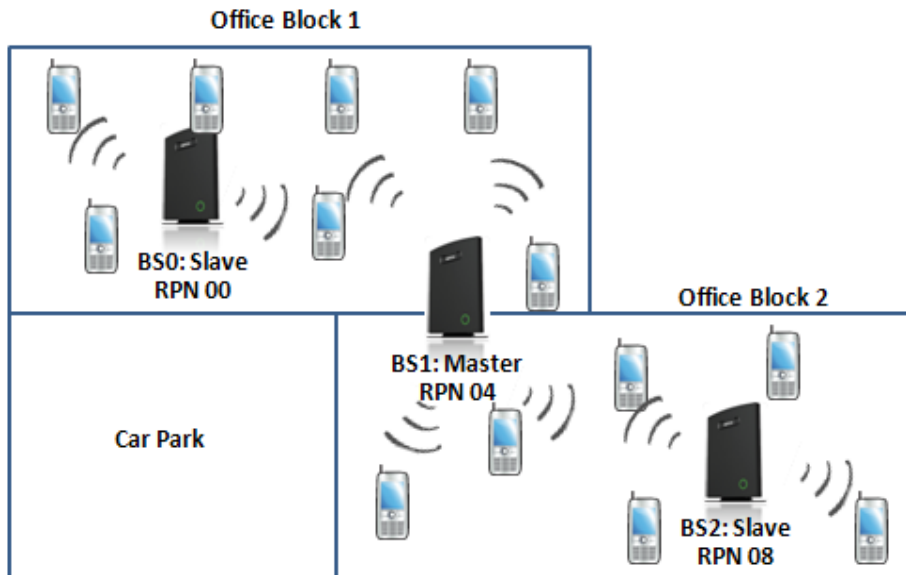 Office Block 1
BS0: Slave
RPN 00
Office Block 2
BS1: Master
RPN 04
Car Park
BS2: Slave
RPN 08